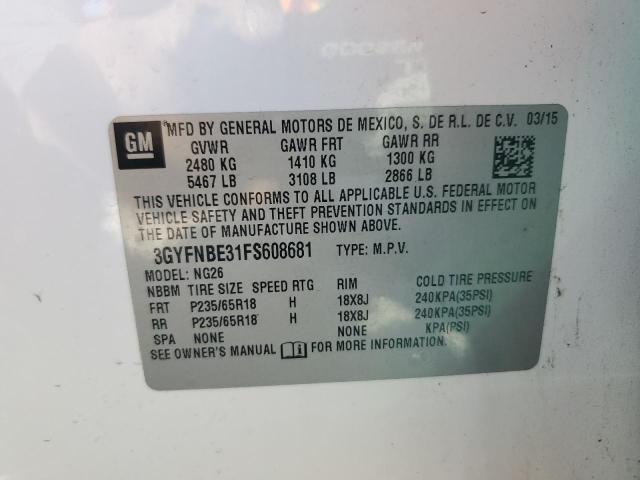 GM
MFD BY GENERAL MOTORS DE MEXICO, S. DE R.L. DE C.V. 03/15
GVWR GAWR FRT GAWR RR
2480 KG 1410 KG 1300 KG
5467 LB 3108 LB 2866 LB
THIS VEHICLE CONFORMS TO ALL APPLICABLE U.S. FEDERAL MOTOR
VEHICLE SAFETY AND THEFT PREVENTION STANDARDS IN EFFECT ON
THE DATE OF MANUFACTURE SHOWN ABOVE.
3GYFNBE31FS608681 TYPE: M.P.V.
MODEL: NG26
NBBM TIRE SIZE SPEED RTG RIM COLD TIRE PRESSURE
FRT P235/65R18 H 18X8J 240KPA(35PSI)
RR P235/65R18 H 18X8J 240KPA(35PSI)
SPA NONE NONE KPA(PSI)
SEE OWNER'S MANUAL FOR MORE INFORMATION.